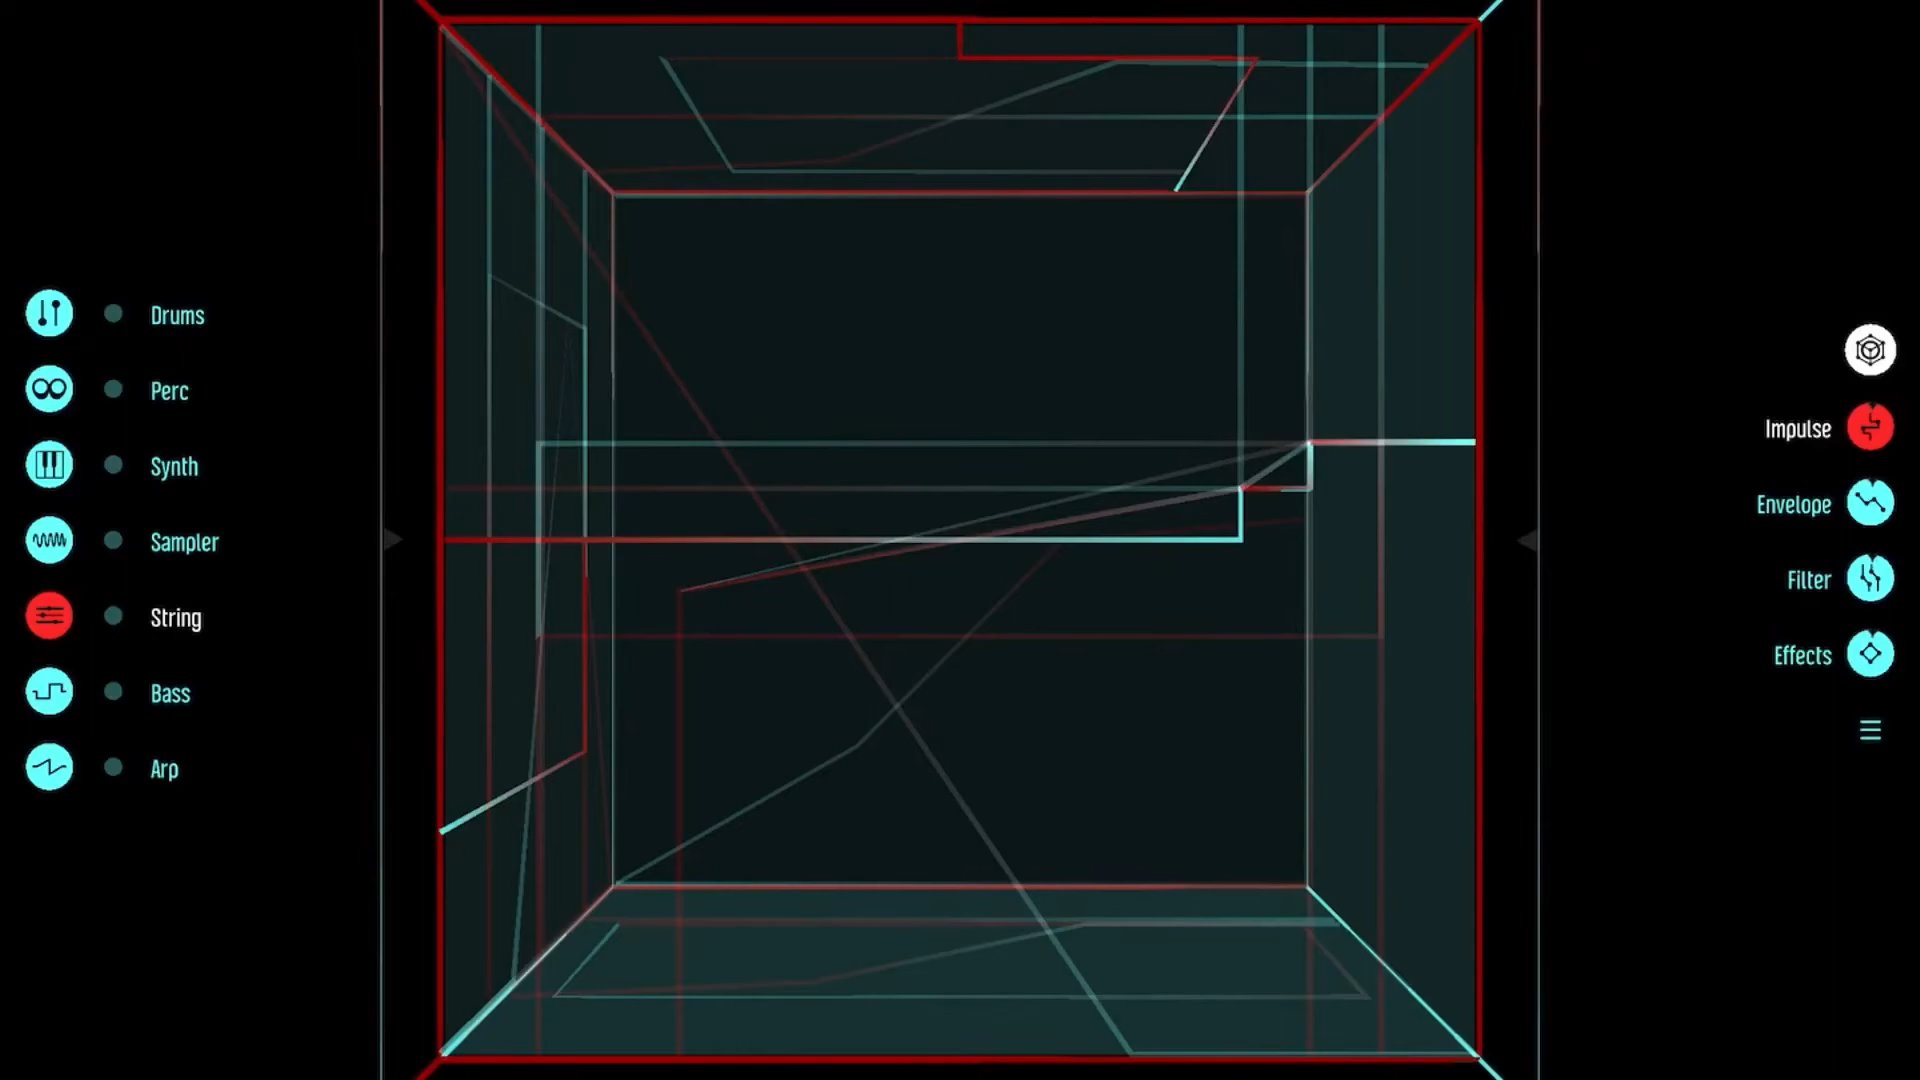 Drums
Perc
Synth
Sampler
String
Bass
Arp
Impulse
Envelope
Filter
Effects